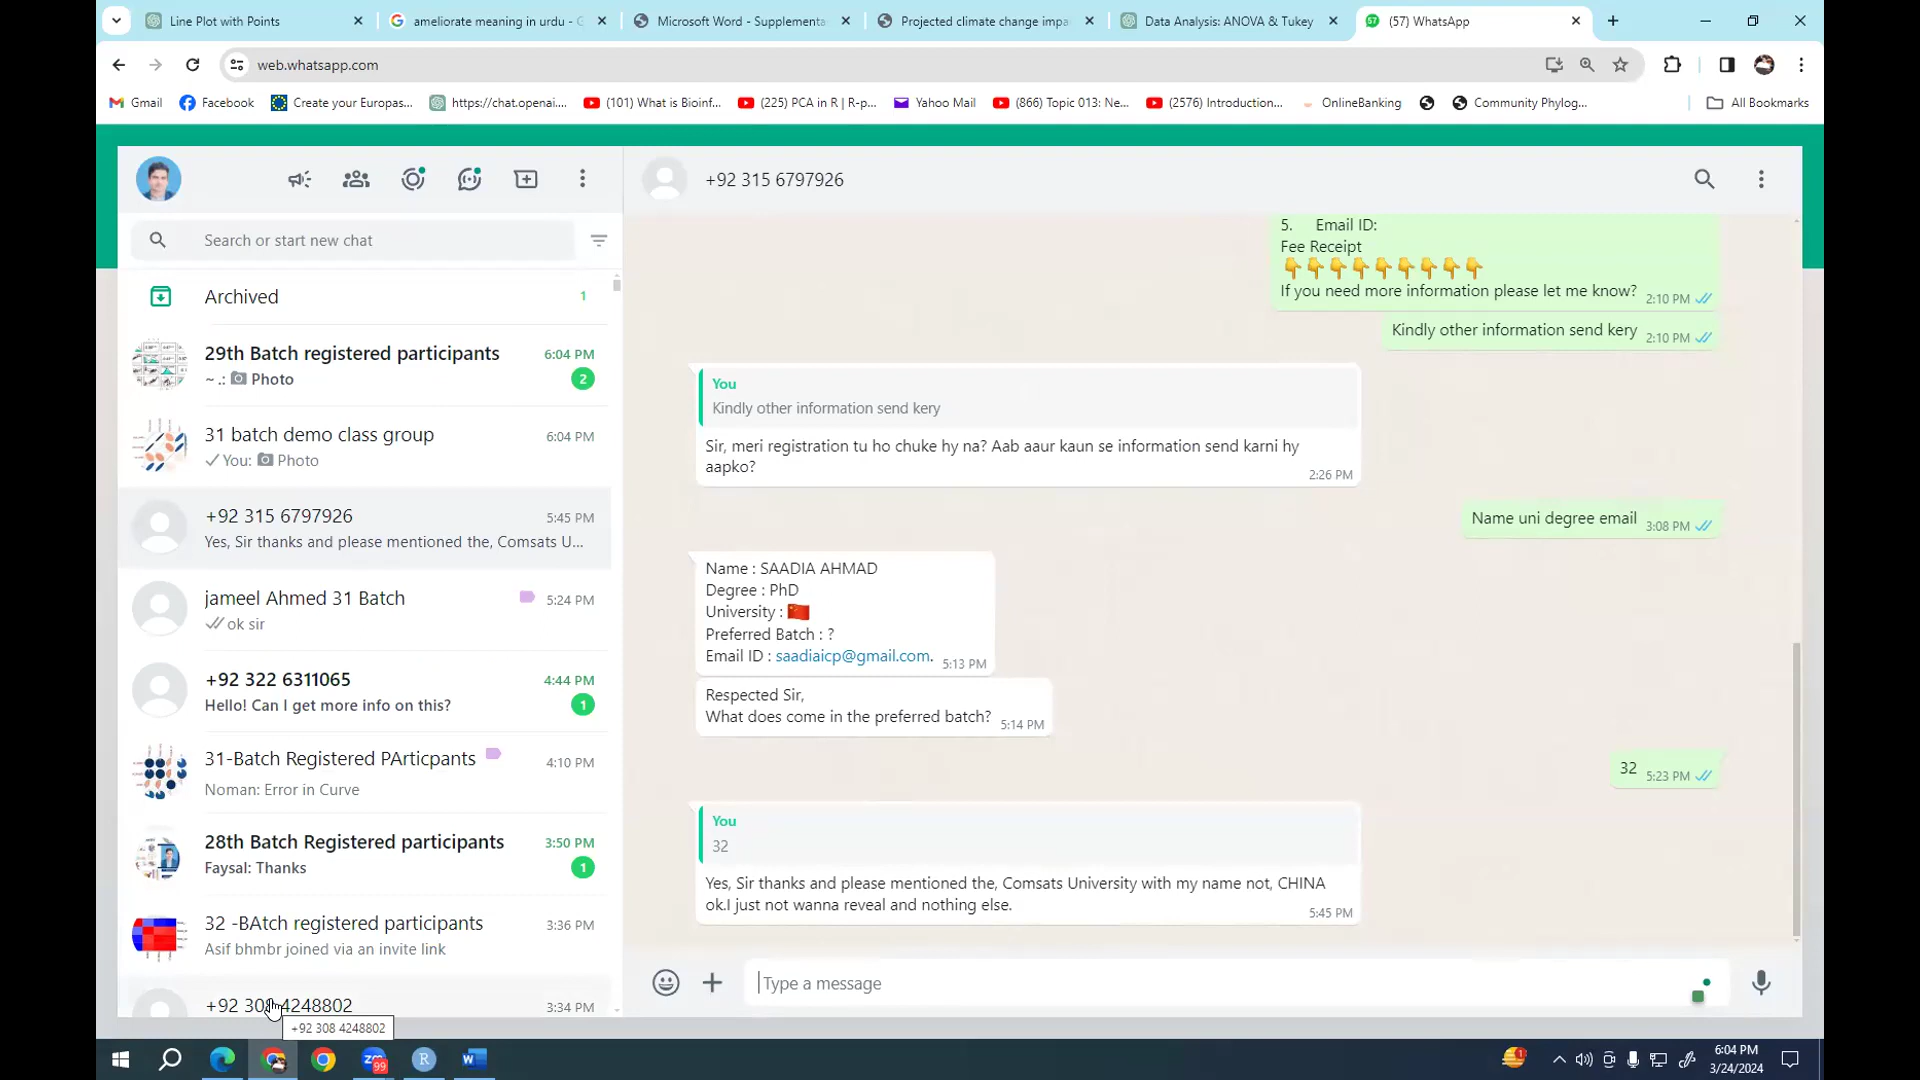 Line Plot with Points
ameliorate meaning in urdu - G
Microsoft Word - Supplementa
Projected climate change impa
Data Analysis: ANOVA & Tukey
(57) WhatsApp
web.whatsapp.com
Gmail
Facebook
Create your Europas...
https://chat.openai....
(101) What is Bioinf...
(225) PCA in R | R-p...
Yahoo Mail
(866) Topic 013: Ne...
(2576) Introduction...
OnlineBanking
Community Phylog...
All Bookmarks
+92 315 6797926
Search or start new chat
Archived 1
29th Batch registered participants 6:04 PM
~ .: Photo 2
31 batch demo class group 6:04 PM
You: Photo
+92 315 6797926 5:45 PM
Yes, Sir thanks and please mentioned the, Comsats U...
jameel Ahmed 31 Batch 5:24 PM
ok sir
+92 322 6311065 4:44 PM
Hello! Can I get more info on this? 1
31-Batch Registered PArticpants 4:10 PM
Noman: Error in Curve
28th Batch Registered participants 3:50 PM
Faysal: Thanks 1
32 -BAtch registered participants 3:36 PM
Asif bhmbr joined via an invite link
+92 308 4248802 3:34 PM
+92 308 4248802
5. Email ID:
Fee Receipt
👇👇👇👇👇👇👇👇👇
If you need more information please let me know? 2:10 PM
Kindly other information send kery 2:10 PM
You
Kindly other information send kery
Sir, meri registration tu ho chuke hy na? Aab aaur kaun se information send karni hy
aapko? 2:26 PM
Name uni degree email 3:08 PM
Name : SAADIA AHMAD
Degree : PhD
University : 🇨🇳
Preferred Batch : ?
Email ID : saadiaicp@gmail.com. 5:13 PM
Respected Sir,
What does come in the preferred batch? 5:14 PM
32 5:23 PM
You
32
Yes, Sir thanks and please mentioned the, Comsats University with my name not, CHINA
ok.I just not wanna reveal and nothing else. 5:45 PM
Type a message
6:04 PM
3/24/2024